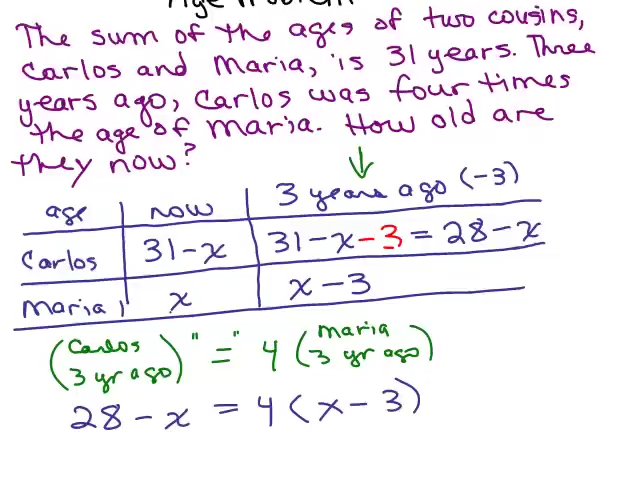 Age Problem
The sum of the ages of two cousins,
Carlos and Maria, is 31 years. Three
years ago, Carlos was four times
the age of Maria. How old are
they now?
age now 3 years ago (-3)
Carlos 31-x 31-x-3 = 28-x
Maria x x-3
(Carlos 3 yr ago) "=" 4 (Maria 3 yr ago)
28-x = 4(x-3)